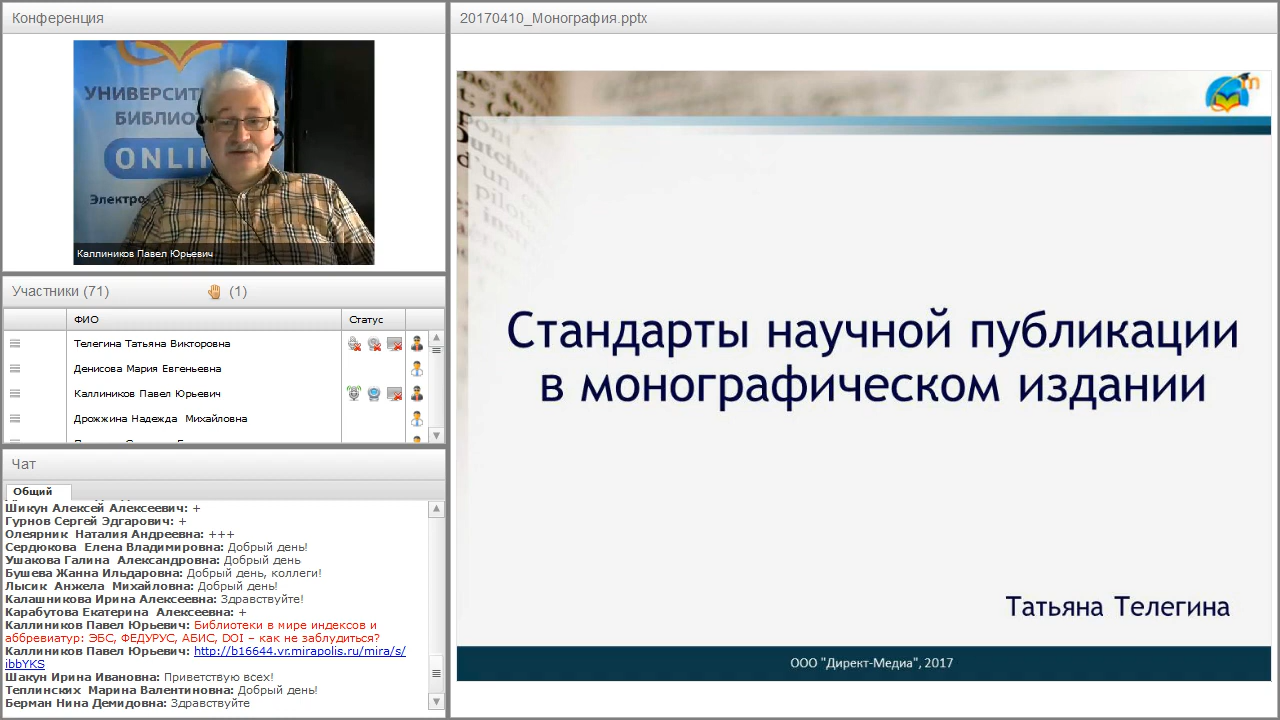 Конференция
УНИВЕРСИТ
БИБЛИО
ONLI
Электро
Каллиников Павел Юрьевич
Участники (71)
(1)
ФИО
Статус
Телегина Татьяна Викторовна
Денисова Мария Евгеньевна
Каллиников Павел Юрьевич
Дрожжина Надежда Михайловна
Чат
Общий
Шикун Алексей Алексеевич: +
Гурнов Сергей Эдгарович: +
Олеярник Наталия Андреевна: +++
Сердюкова Елена Владимировна: Добрый день!
Ушакова Галина Александровна: Добрый день
Бушева Жанна Ильдаровна: Добрый день, коллеги!
Лысик Анжела Михайловна: Добрый день!
Калашникова Ирина Алексеевна: Здравствуйте!
Карабутова Екатерина Алексеевна: +
Каллиников Павел Юрьевич: Библиотеки в мире индексов и
аббревиатур: ЭБС, ФЕДУРУС, АБИС, DOI – как не заблудиться?
Каллиников Павел Юрьевич: http://b16644.vr.mirapolis.ru/mira/s/
ibbYKS
Шакун Ирина Ивановна: Приветствую всех!
Теплинских Марина Валентиновна: Добрый день!
Берман Нина Демидовна: Здравствуйте
20170410_Монография.pptx
Стандарты научной публикации
в монографическом издании
Татьяна Телегина
ООО "Директ-Медиа", 2017